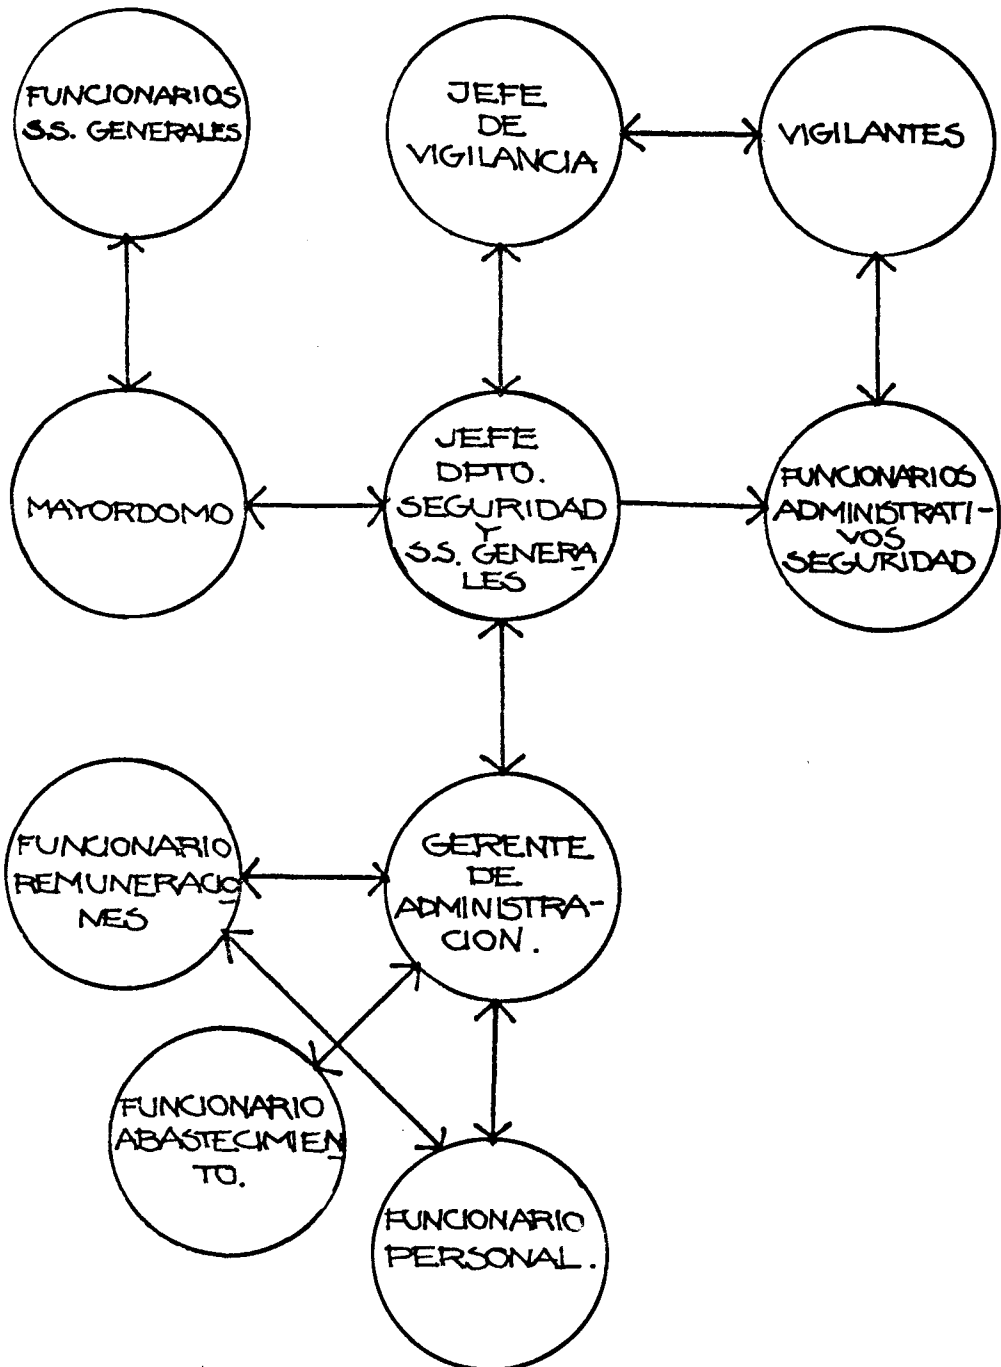 FUNCIONARIOS
S.S. GENERALES
JEFE
DE
VIGILANCIA
VIGILANTES
MAYORDOMO
JEFE
DPTO.
SEGURIDAD
Y
S.S. GENERA
LES
FUNCIONARIOS
ADMINISTRATI-
VOS
SEGURIDAD
FUNCIONARIO
REMUNERACIO
NES
GERENTE
DE
ADMINISTRA-
CION.
FUNCIONARIO
ABASTECIMIEN
TO.
FUNCIONARIO
PERSONAL.